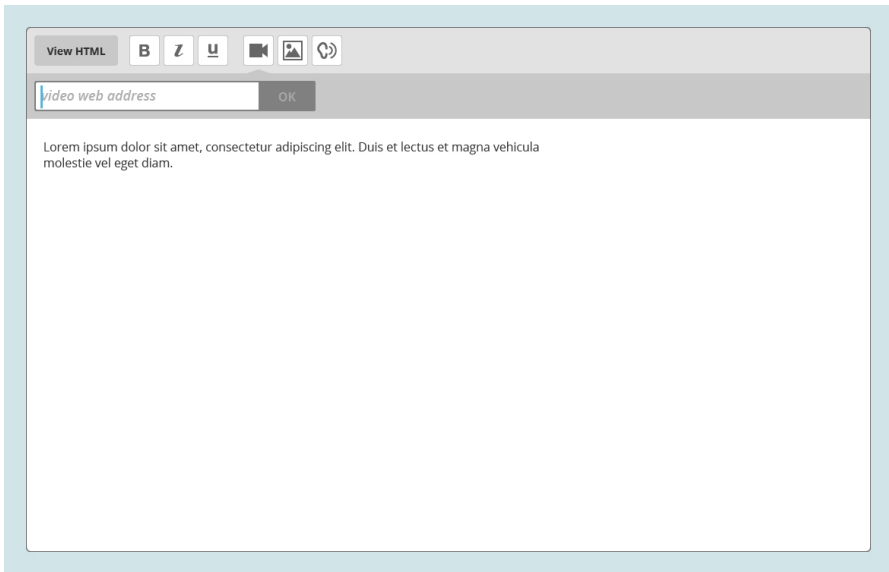 View HTML B I U
video web address OK
Lorem ipsum dolor sit amet, consectetur adipiscing elit. Duis et lectus et magna vehicula
molestie vel eget diam.